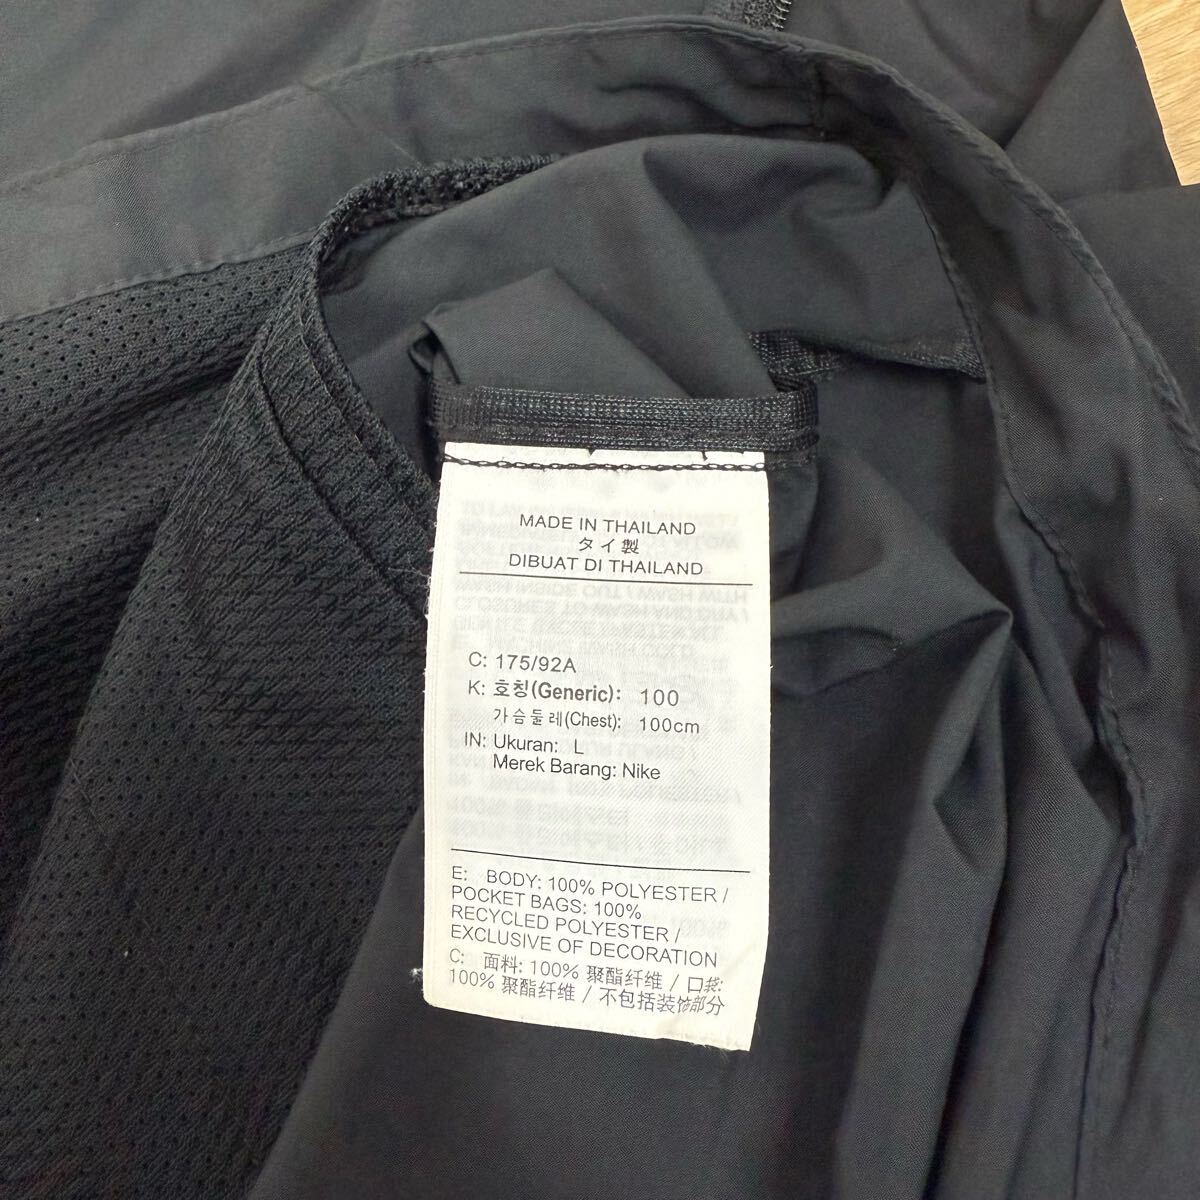 MADE IN THAILAND
タイ製
DIBUAT DI THAILAND
C: 175/92A
K: 호칭(Generic): 100
가슴둘레(Chest): 100cm
IN: Ukuran: L
Merek Barang: Nike
E: BODY: 100% POLYESTER /
POCKET BAGS: 100%
RECYCLED POLYESTER /
EXCLUSIVE OF DECORATION
C: 面料: 100% 聚酯纤维 / 口袋:
100% 聚酯纤维 / 不包括装饰部分